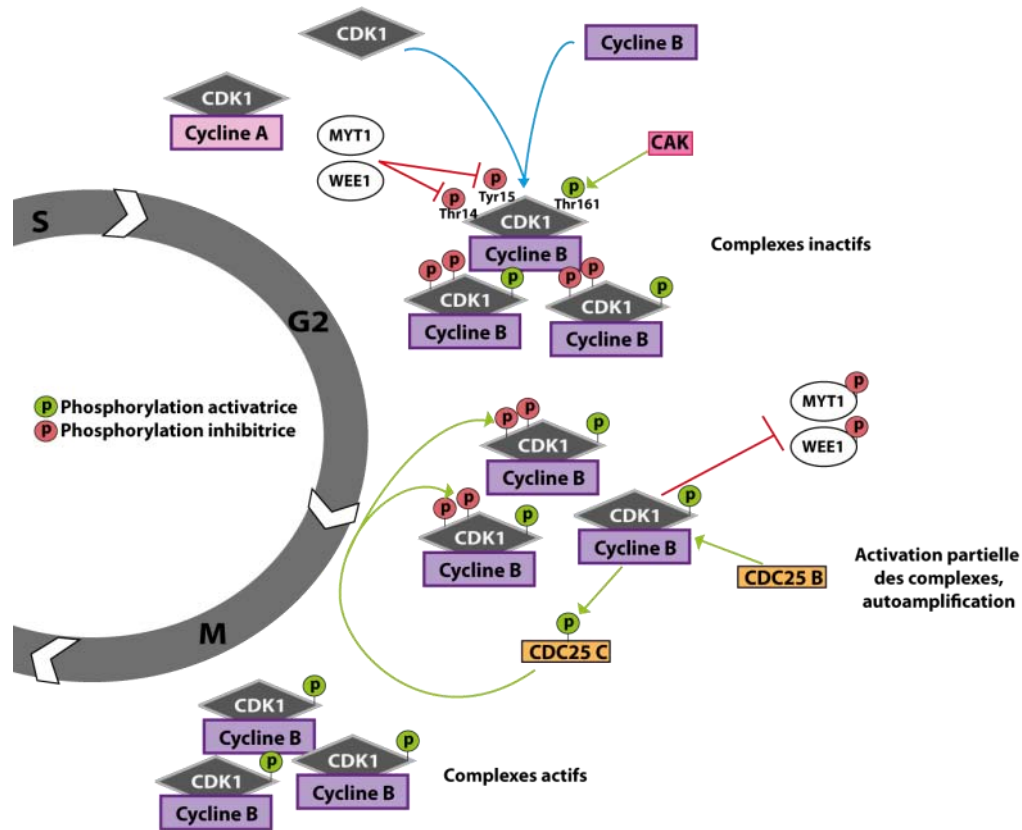 CDK1
Cycline B
CDK1
Cycline A
MYT1
WEE1
CAK
P
Tyr15
P
Thr14
P
Thr161
CDK1
Cycline B
Complexes inactifs
P
P
P
CDK1
Cycline B
P
P
P
CDK1
Cycline B
S
G2
M
P Phosphorylation activatrice
P Phosphorylation inhibitrice
P
P
P
CDK1
Cycline B
P
P
P
CDK1
Cycline B
P
CDK1
Cycline B
P
MYT1
P
WEE1
CDC25 B
Activation partielle
des complexes,
autoamplification
P
CDC25 C
P
CDK1
Cycline B
P
CDK1
Cycline B
P
CDK1
Cycline B
Complexes actifs